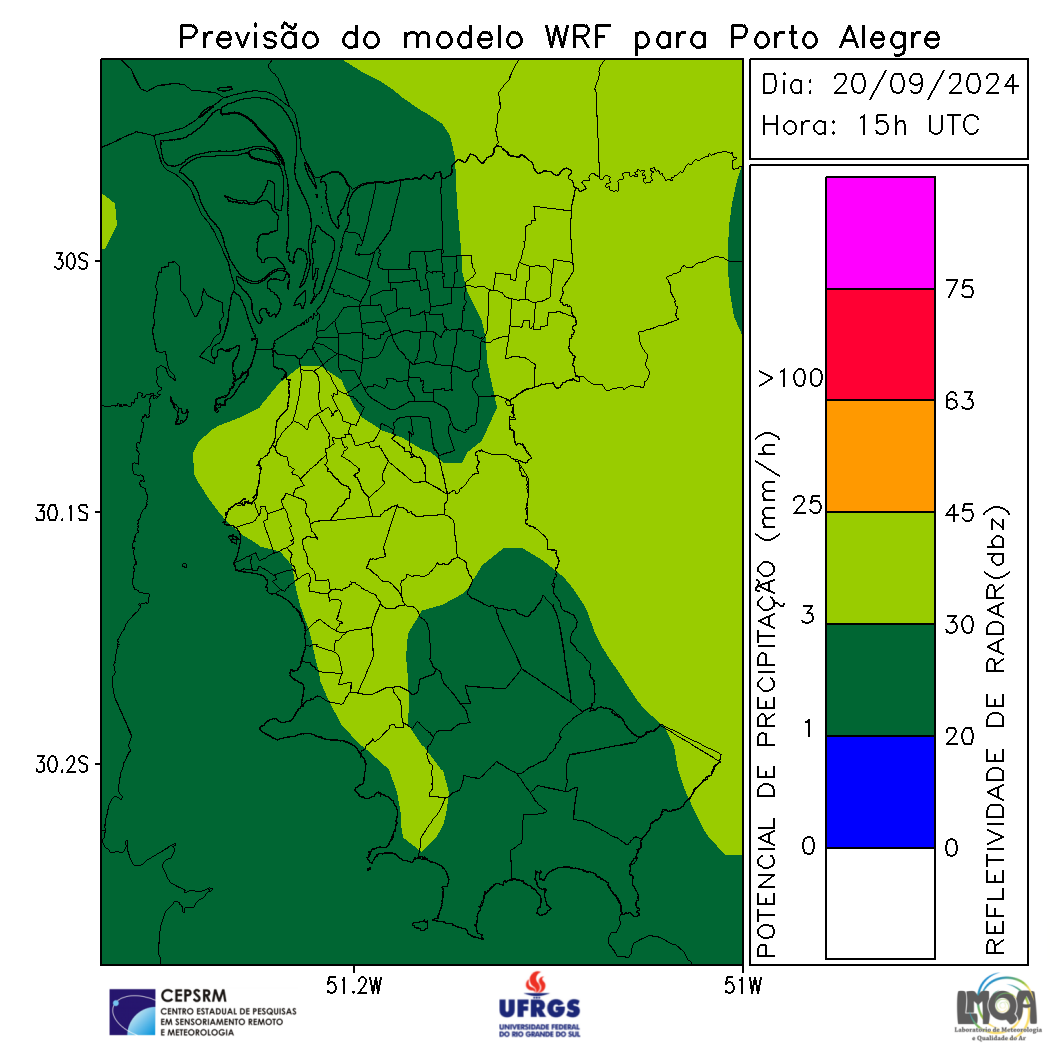 Previsão do modelo WRF para Porto Alegre
Dia: 20/09/2024
Hora: 15h UTC
30S
30.1S
30.2S
51.2W
51W
POTENCIAL DE PRECIPITAÇÃO (mm/h)
>100
25
3
1
0
75
63
45
30
20
0
REFLETIVIDADE DE RADAR(dbz)
CEPSRM
CENTRO ESTADUAL DE PESQUISAS
EM SENSORIAMENTO REMOTO
E METEOROLOGIA
UFRGS
UNIVERSIDADE FEDERAL
DO RIO GRANDE DO SUL
LMQA
Laboratório de Meteorologia
e Qualidade do Ar